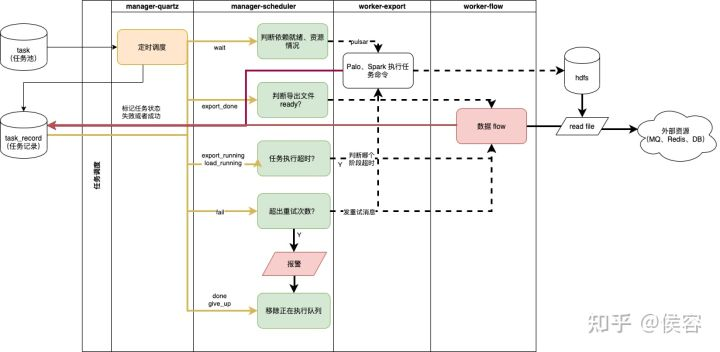 manager-quartz
manager-scheduler
worker-export
worker-flow
task
(任务池)
定时调度
wait
判断依赖就绪、资源
情况
pulsar
Palo、Spark 执行任
务命令
hdfs
标记任务状态
失败或者成功
export_done
判断导出文件
ready?
task_record
(任务记录)
数据 flow
read file
外部资源
(MQ、Redis、DB)
任务调度
export_running
load_running
任务执行超时?
Y
判断哪个
阶段超时
fail
超出重试次数?
发重试消息
Y
报警
done
give_up
移除正在执行队列
知乎 @侯容